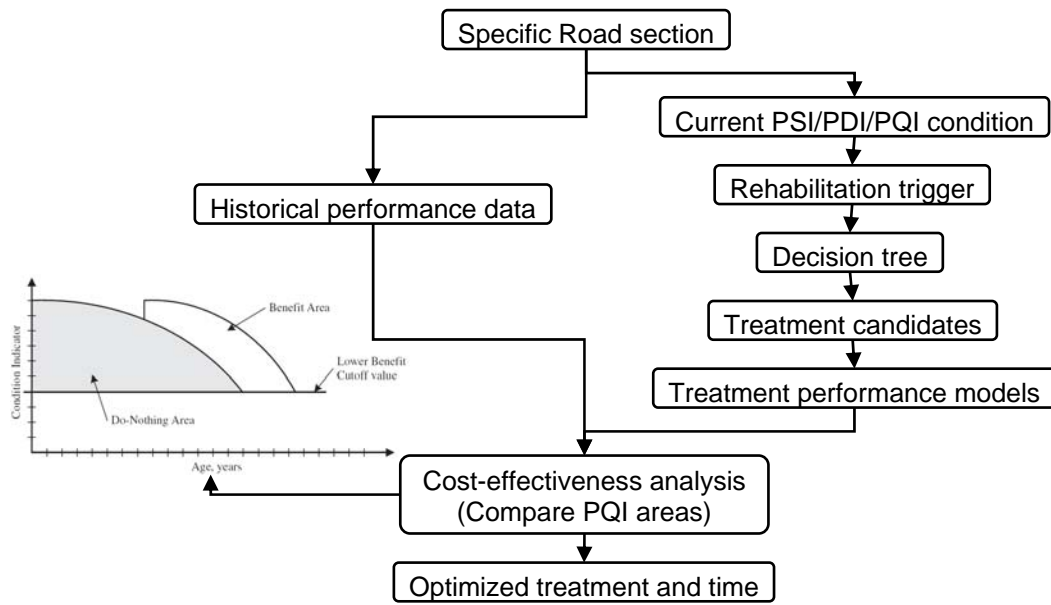 Specific Road section
Current PSI/PDI/PQI condition
Rehabilitation trigger
Historical performance data
Decision tree
Treatment candidates
Treatment performance models
Condition Indicator
Benefit Area
Lower Benefit
Cutoff value
Do-Nothing Area
Age, years
Cost-effectiveness analysis
(Compare PQI areas)
Optimized treatment and time